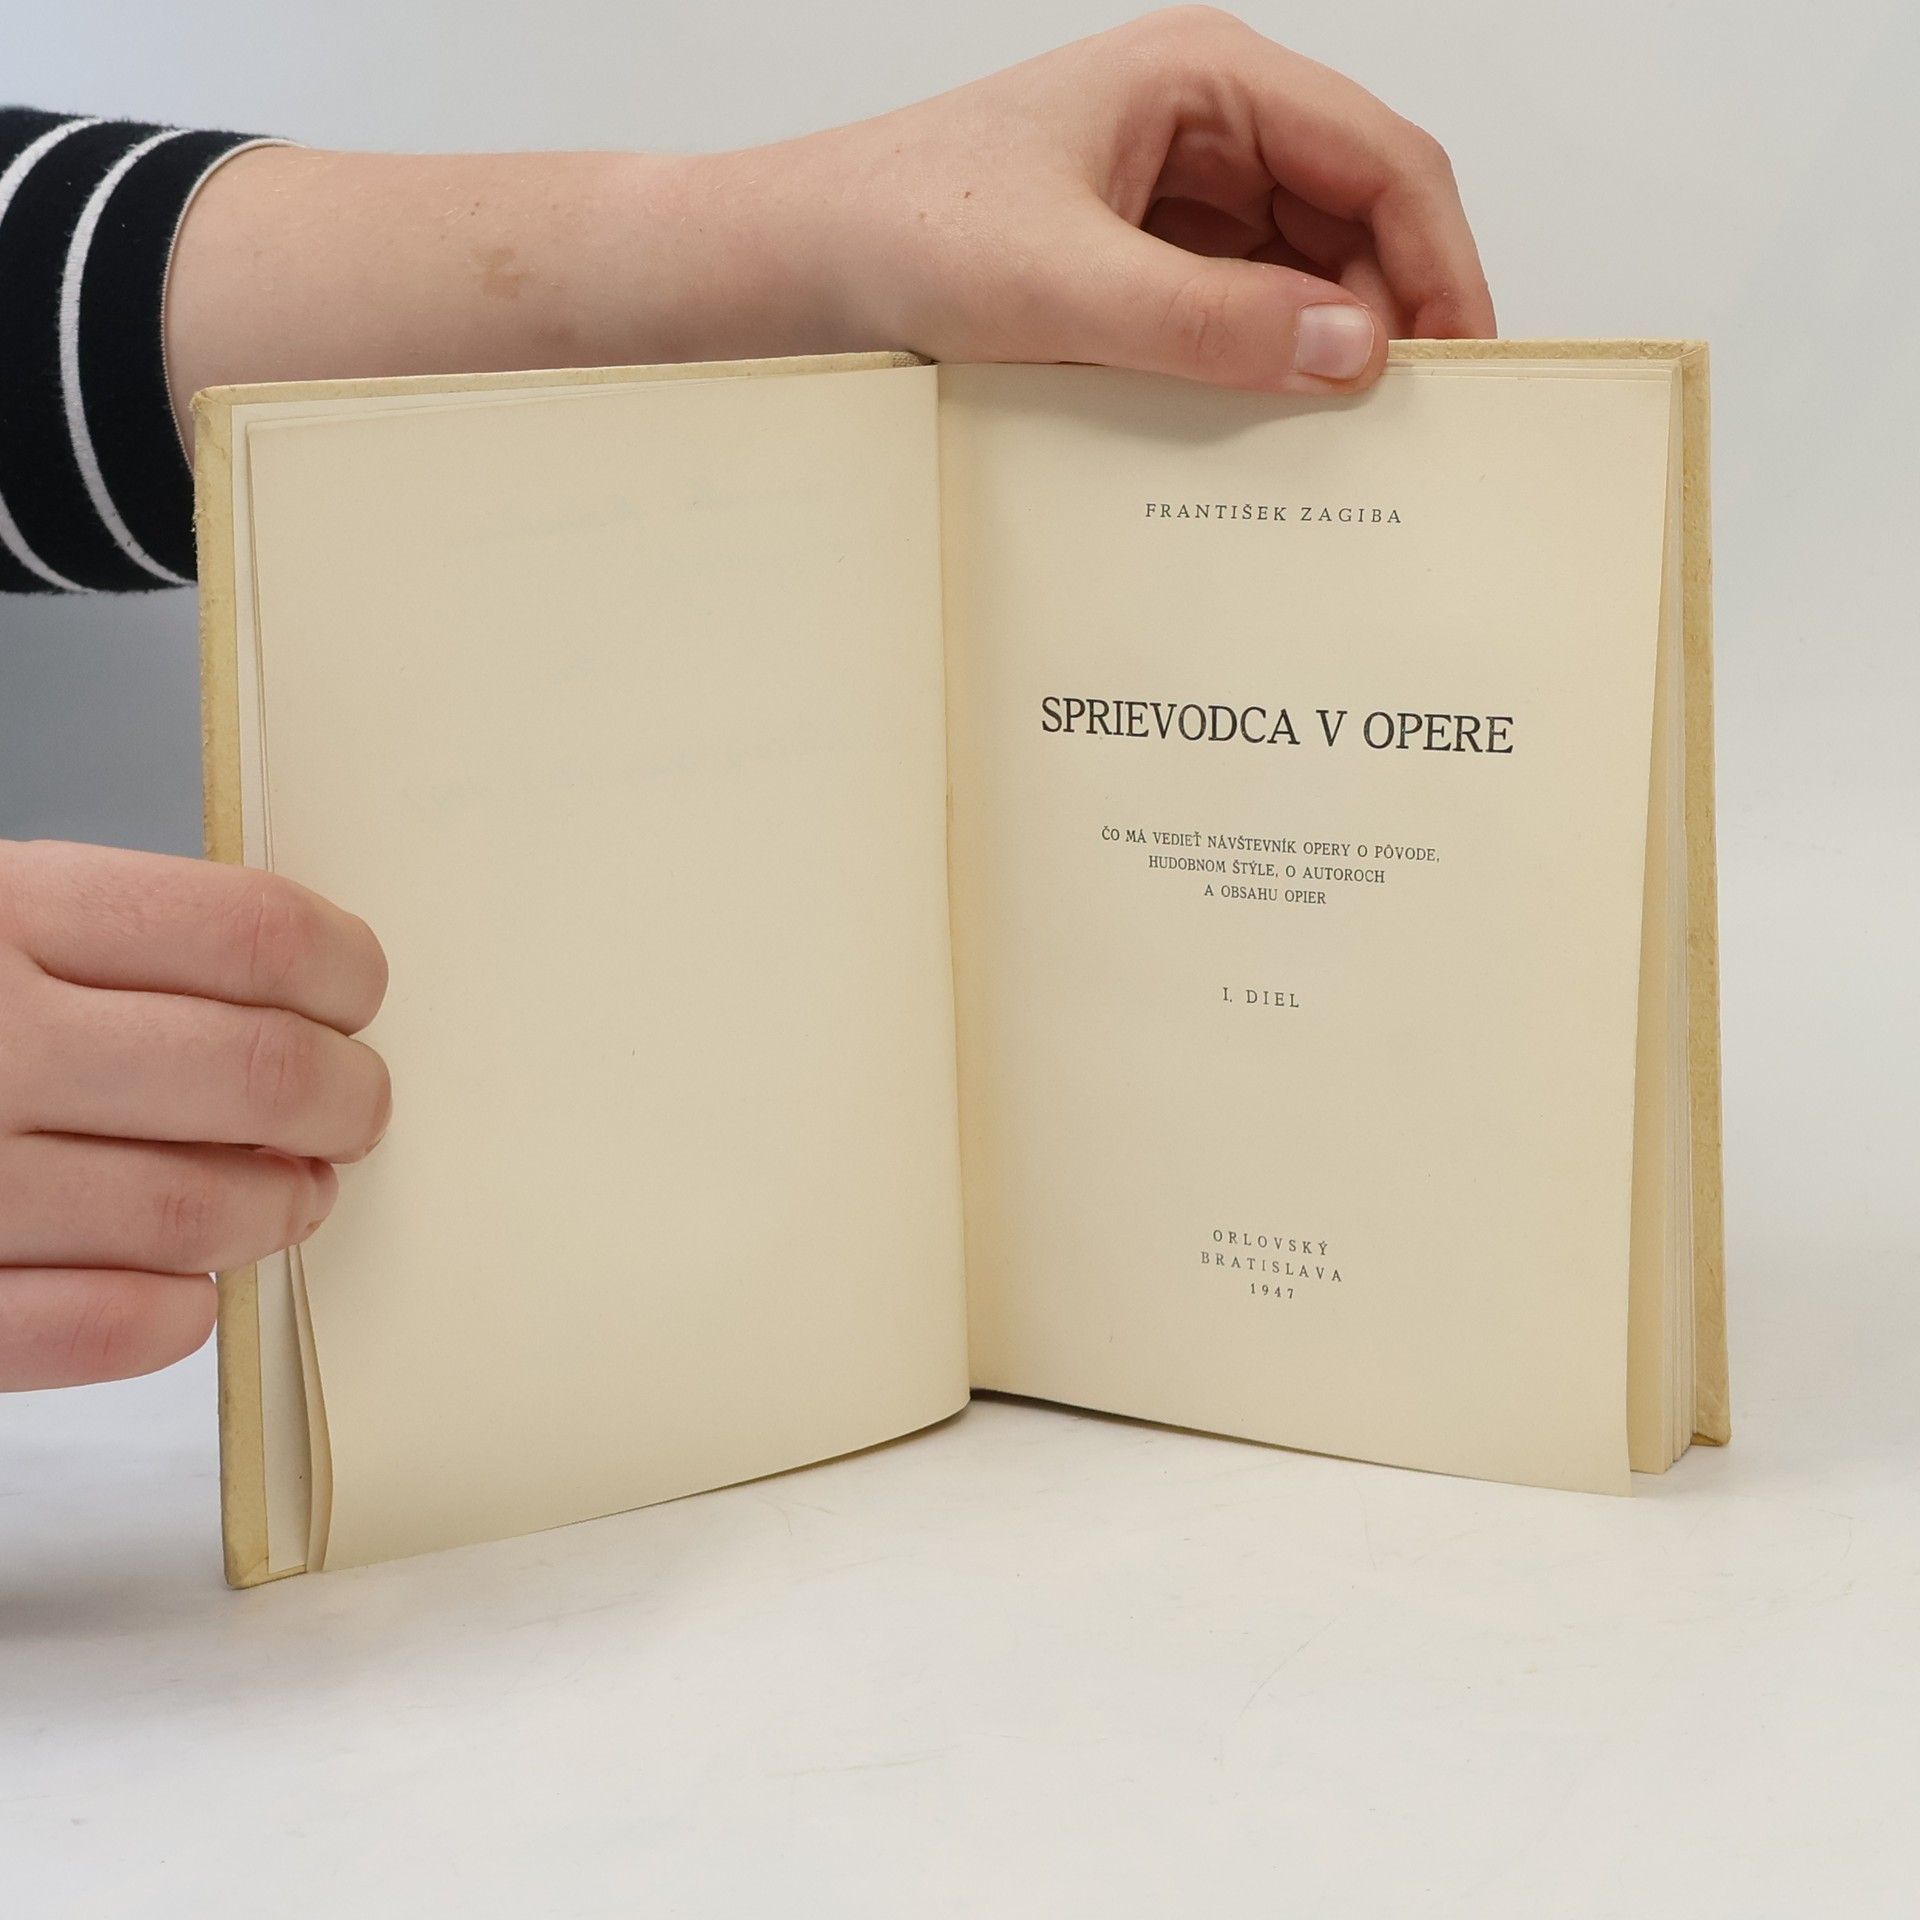 FRANTIŠEK ZAGIBA
SPRIEVODCA V OPERE
ČO MÁ VEDIEŤ NÁVŠTEVNÍK OPERY O PÔVODE,
HUDOBNOM ŠTÝLE, O AUTOROCH
A OBSAHU OPIER
I. DIEL
ORLOVSKÝ
BRATISLAVA
1947